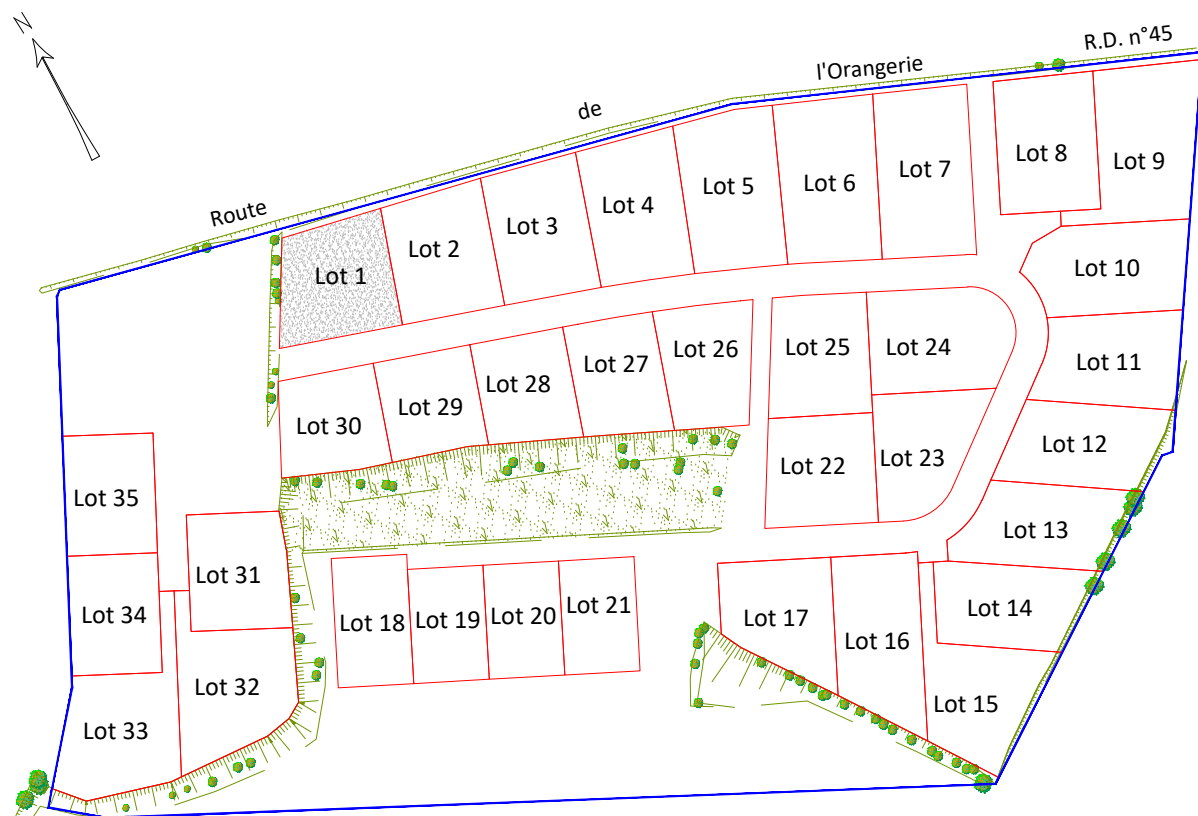 N
R.D. n°45
l'Orangerie
de
Route
Lot 1
Lot 2
Lot 3
Lot 4
Lot 5
Lot 6
Lot 7
Lot 8
Lot 9
Lot 10
Lot 11
Lot 12
Lot 13
Lot 14
Lot 15
Lot 16
Lot 17
Lot 18
Lot 19
Lot 20
Lot 21
Lot 22
Lot 23
Lot 24
Lot 25
Lot 26
Lot 27
Lot 28
Lot 29
Lot 30
Lot 31
Lot 32
Lot 33
Lot 34
Lot 35